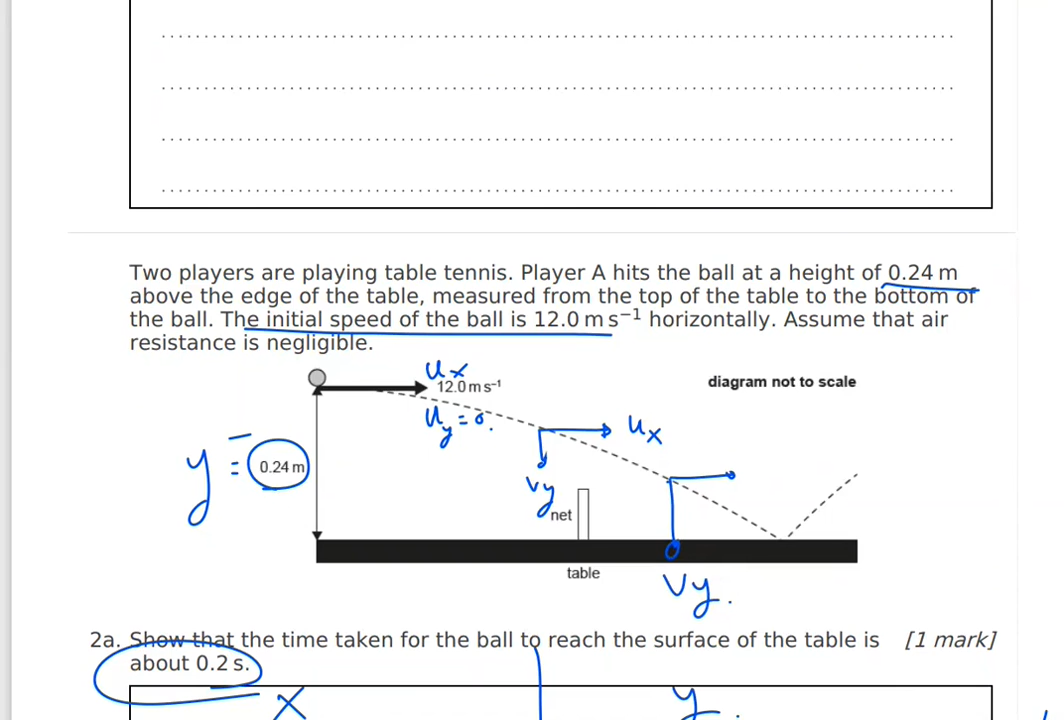 Two players are playing table tennis. Player A hits the ball at a height of 0.24 m
above the edge of the table, measured from the top of the table to the bottom of
the ball. The initial speed of the ball is 12.0 m s⁻¹ horizontally. Assume that air
resistance is negligible.
ux
12.0 m s⁻¹
diagram not to scale
uy = 0.
ux
y = 0.24 m
vy
net
table
vy.
2a. Show that the time taken for the ball to reach the surface of the table is [1 mark]
about 0.2 s.
x y